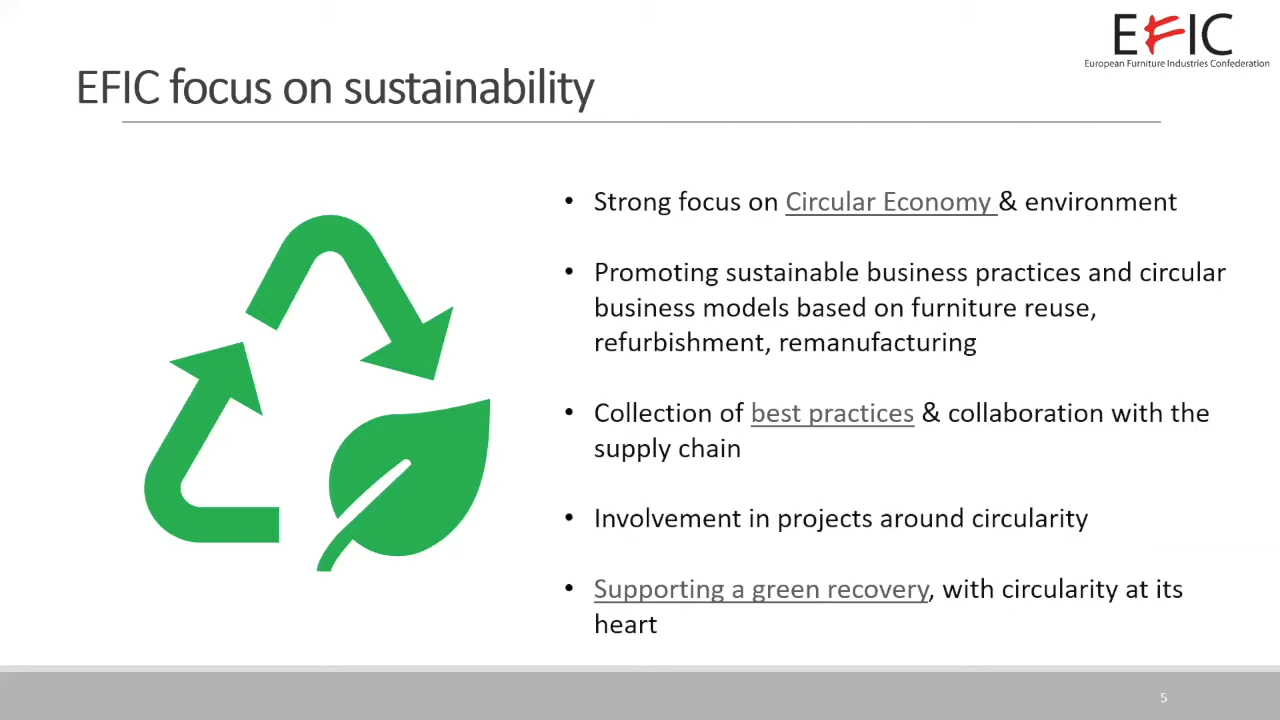 EFIC
European Furniture Industries Confederation
EFIC focus on sustainability
• Strong focus on Circular Economy & environment
• Promoting sustainable business practices and circular
business models based on furniture reuse,
refurbishment, remanufacturing
• Collection of best practices & collaboration with the
supply chain
• Involvement in projects around circularity
• Supporting a green recovery, with circularity at its
heart
5